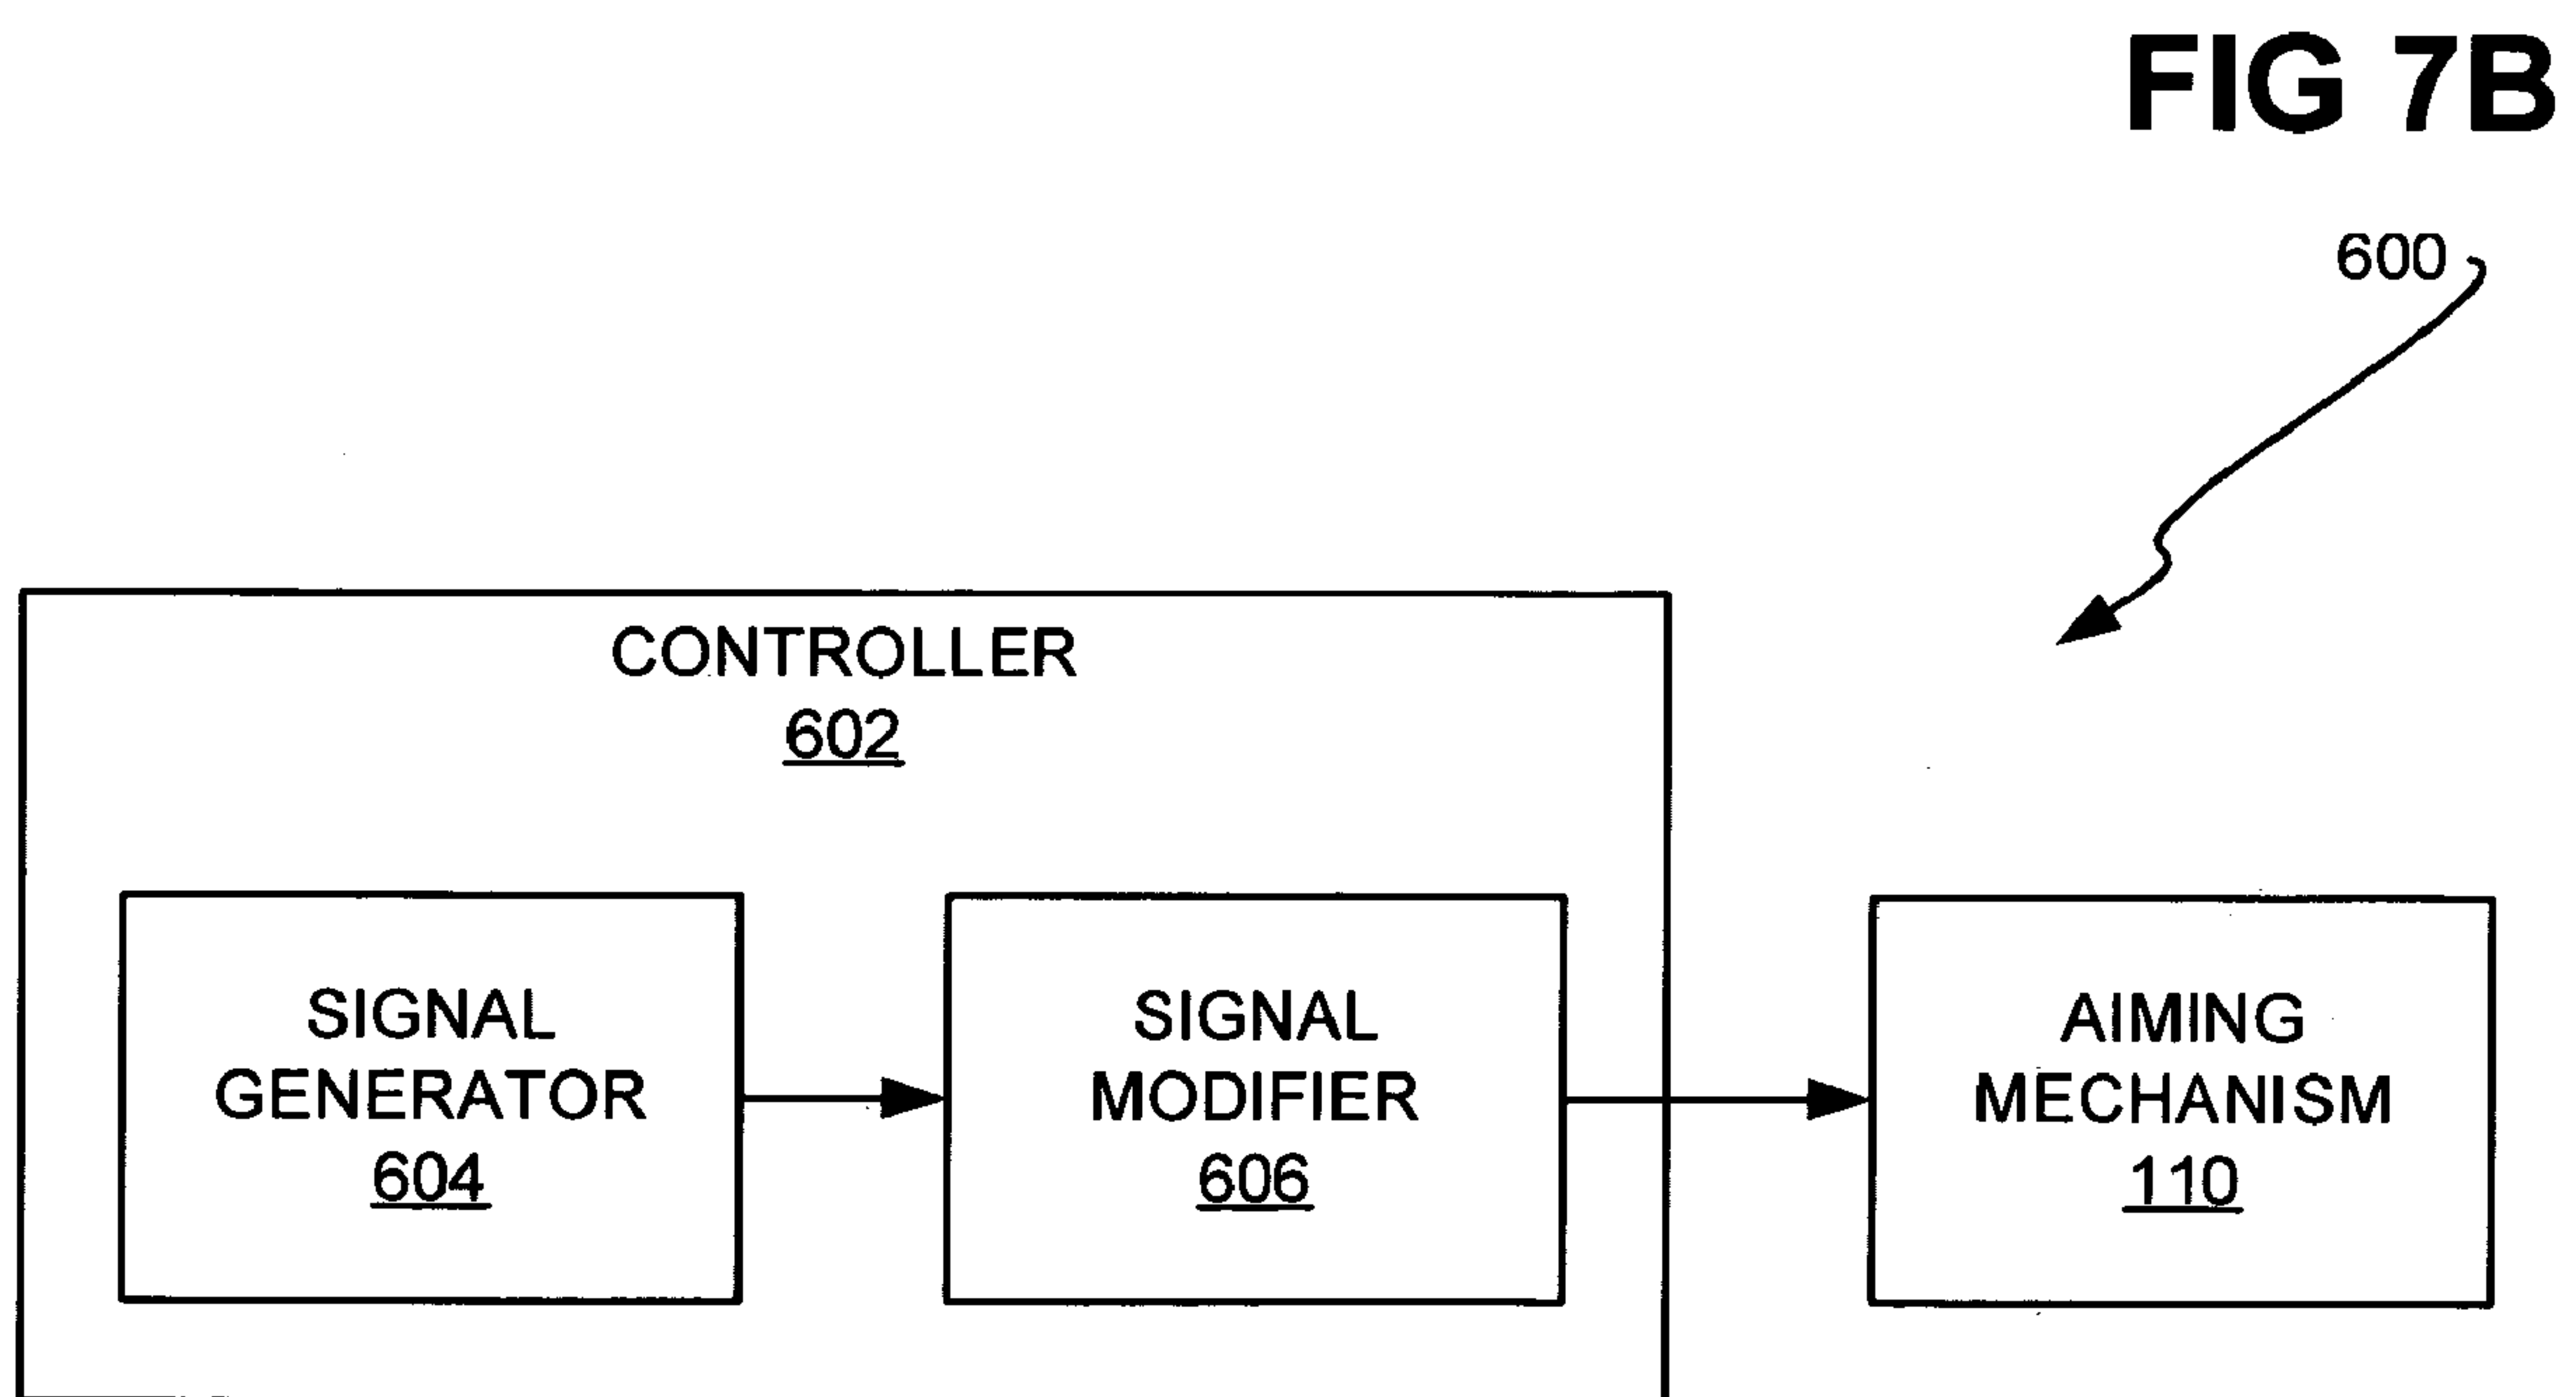 FIG 7B
600
CONTROLLER
602
SIGNAL
GENERATOR
604
SIGNAL
MODIFIER
606
AIMING
MECHANISM
110